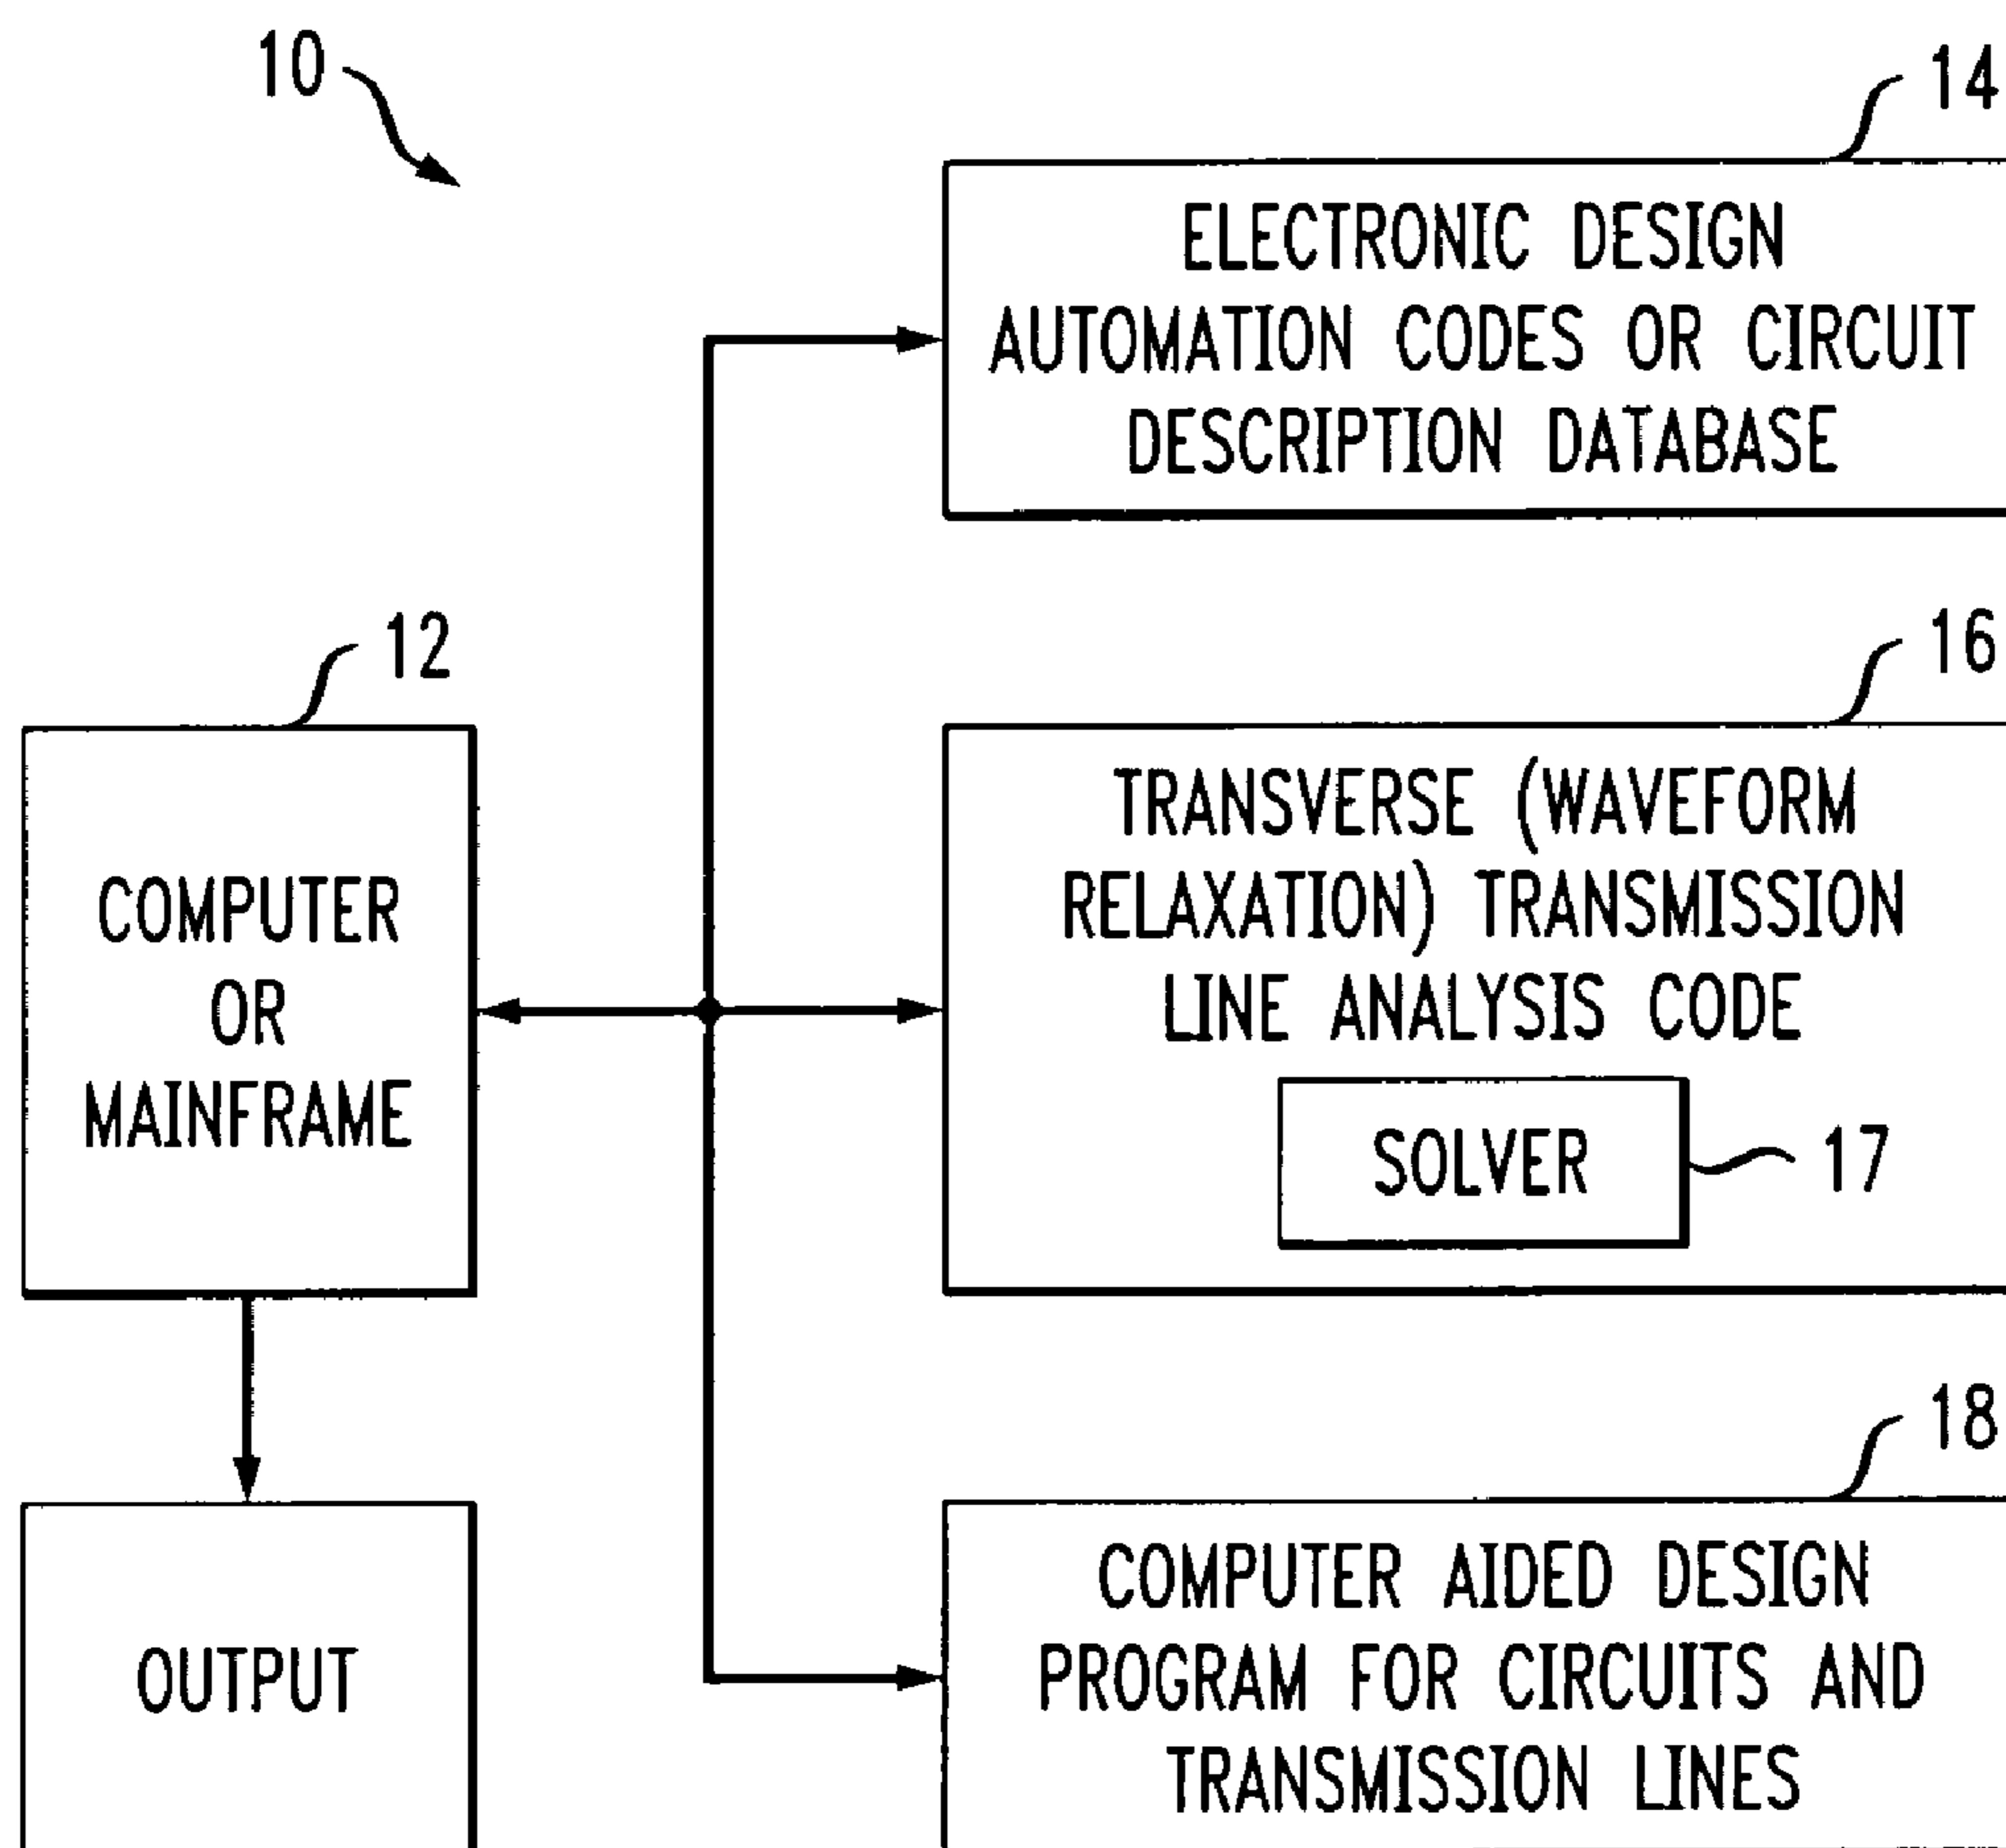 10
14
ELECTRONIC DESIGN
AUTOMATION CODES OR CIRCUIT
DESCRIPTION DATABASE
12
COMPUTER
OR
MAINFRAME
16
TRANSVERSE (WAVEFORM
RELAXATION) TRANSMISSION
LINE ANALYSIS CODE
SOLVER
17
OUTPUT
18
COMPUTER AIDED DESIGN
PROGRAM FOR CIRCUITS AND
TRANSMISSION LINES